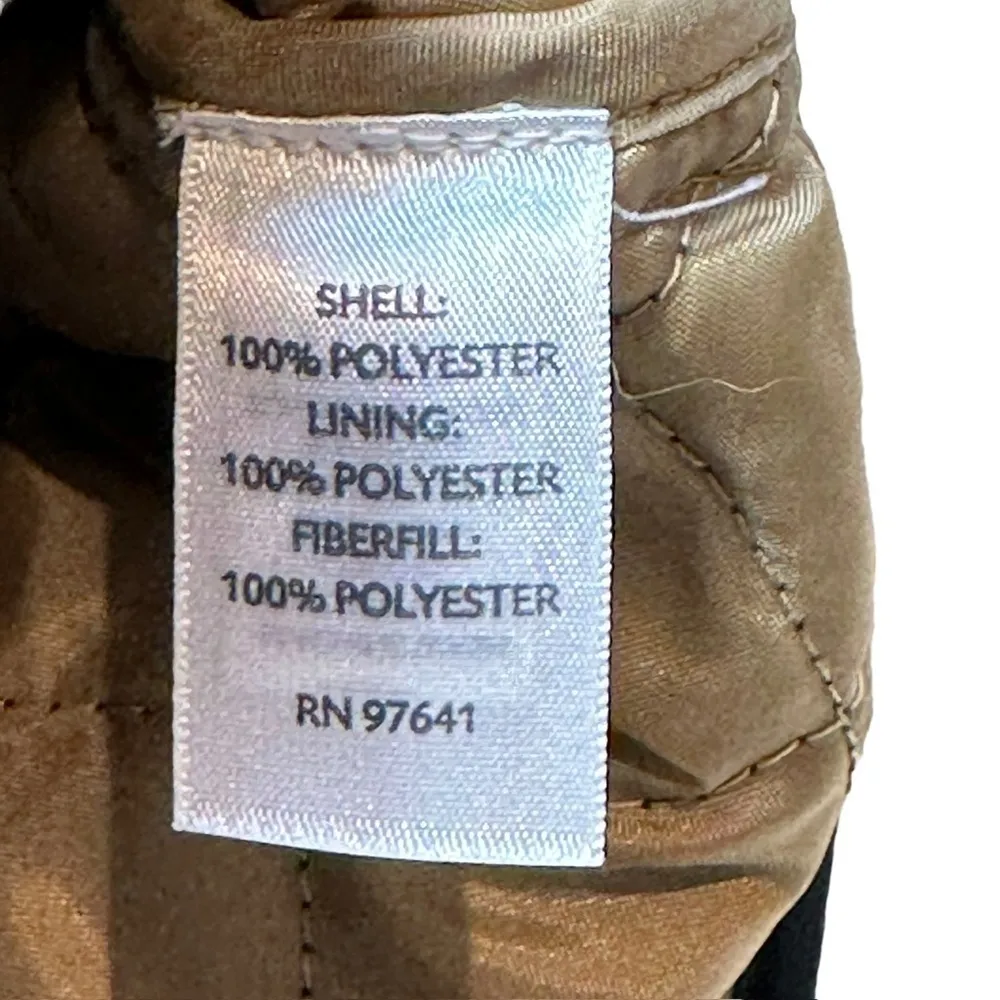 SHELL:
100% POLYESTER
LINING:
100% POLYESTER
FIBERFILL:
100% POLYESTER
RN 97641